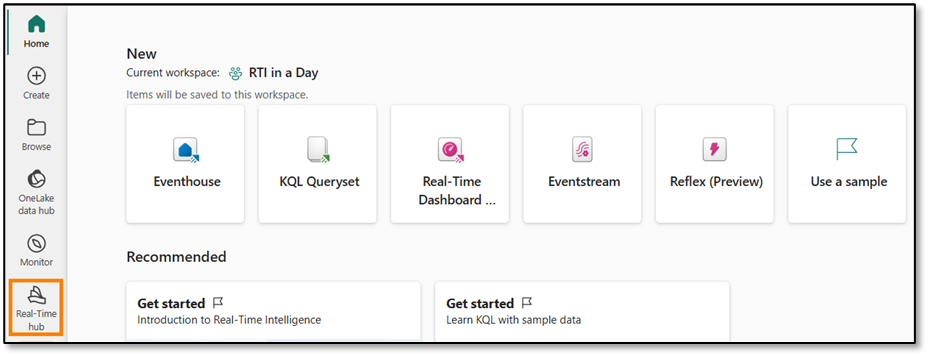 Home
Create
Browse
OneLake
data hub
Monitor
Real-Time
hub
New
Current workspace: RTI in a Day
Items will be saved to this workspace.
Eventhouse
KQL Queryset
Real-Time
Dashboard ...
Eventstream
Reflex (Preview)
Use a sample
Recommended
Get started
Introduction to Real-Time Intelligence
Get started
Learn KQL with sample data